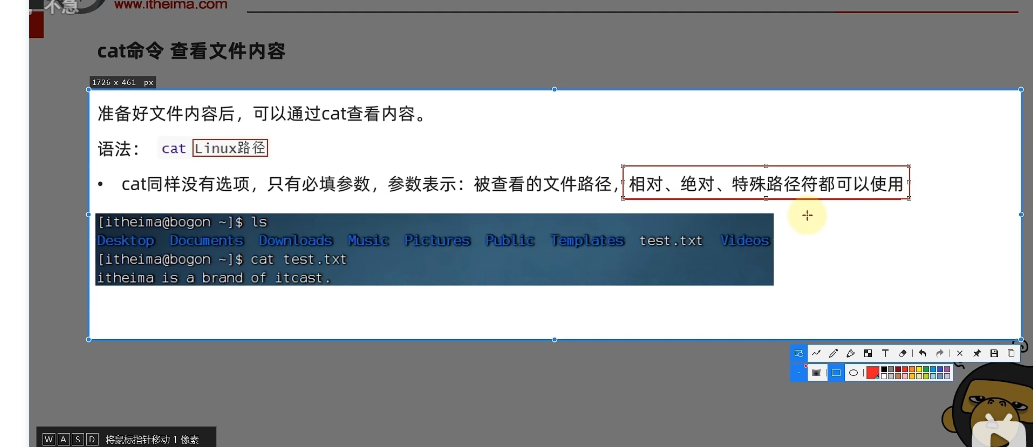 不急
www.itheima.com
cat命令 查看文件内容
1726 x 461 px
准备好文件内容后，可以通过cat查看内容。
语法： cat Linux路径
• cat同样没有选项，只有必填参数，参数表示：被查看的文件路径，相对、绝对、特殊路径符都可以使用
[itheima@bogon ~]$ ls
Desktop Documents Downloads Music Pictures Public Templates test.txt Videos
[itheima@bogon ~]$ cat test.txt
itheima is a brand of itcast.
W A S D 将鼠标指针移动 1 像素